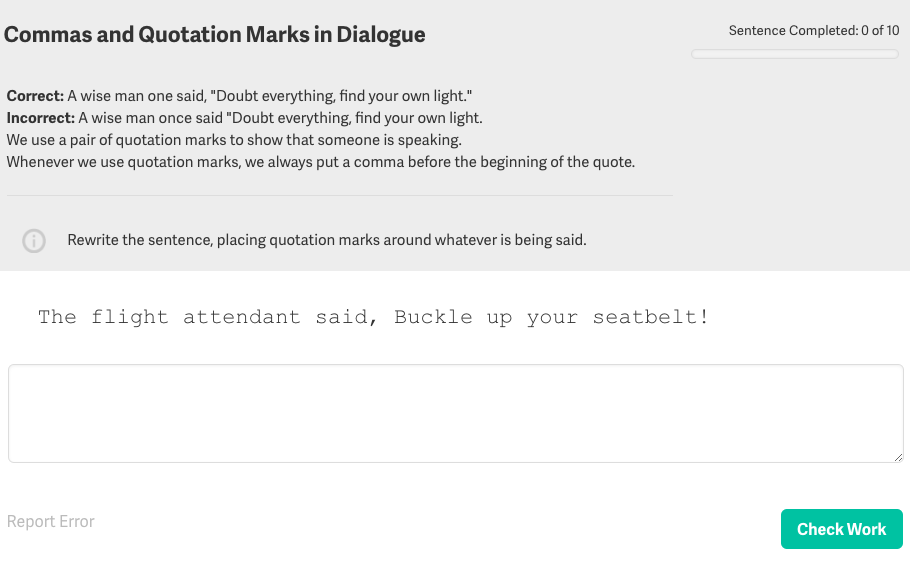 Commas and Quotation Marks in Dialogue
Sentence Completed: 0 of 10
Correct: A wise man one said, "Doubt everything, find your own light."
Incorrect: A wise man once said "Doubt everything, find your own light.
We use a pair of quotation marks to show that someone is speaking.
Whenever we use quotation marks, we always put a comma before the beginning of the quote.
Rewrite the sentence, placing quotation marks around whatever is being said.
The flight attendant said, Buckle up your seatbelt!
Report Error
Check Work